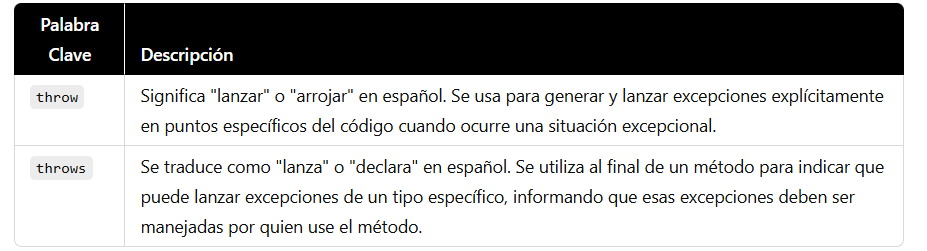 Palabra
Clave
Descripción
throw
Significa "lanzar" o "arrojar" en español. Se usa para generar y lanzar excepciones explícitamente
en puntos específicos del código cuando ocurre una situación excepcional.
throws
Se traduce como "lanza" o "declara" en español. Se utiliza al final de un método para indicar que
puede lanzar excepciones de un tipo específico, informando que esas excepciones deben ser
manejadas por quien use el método.